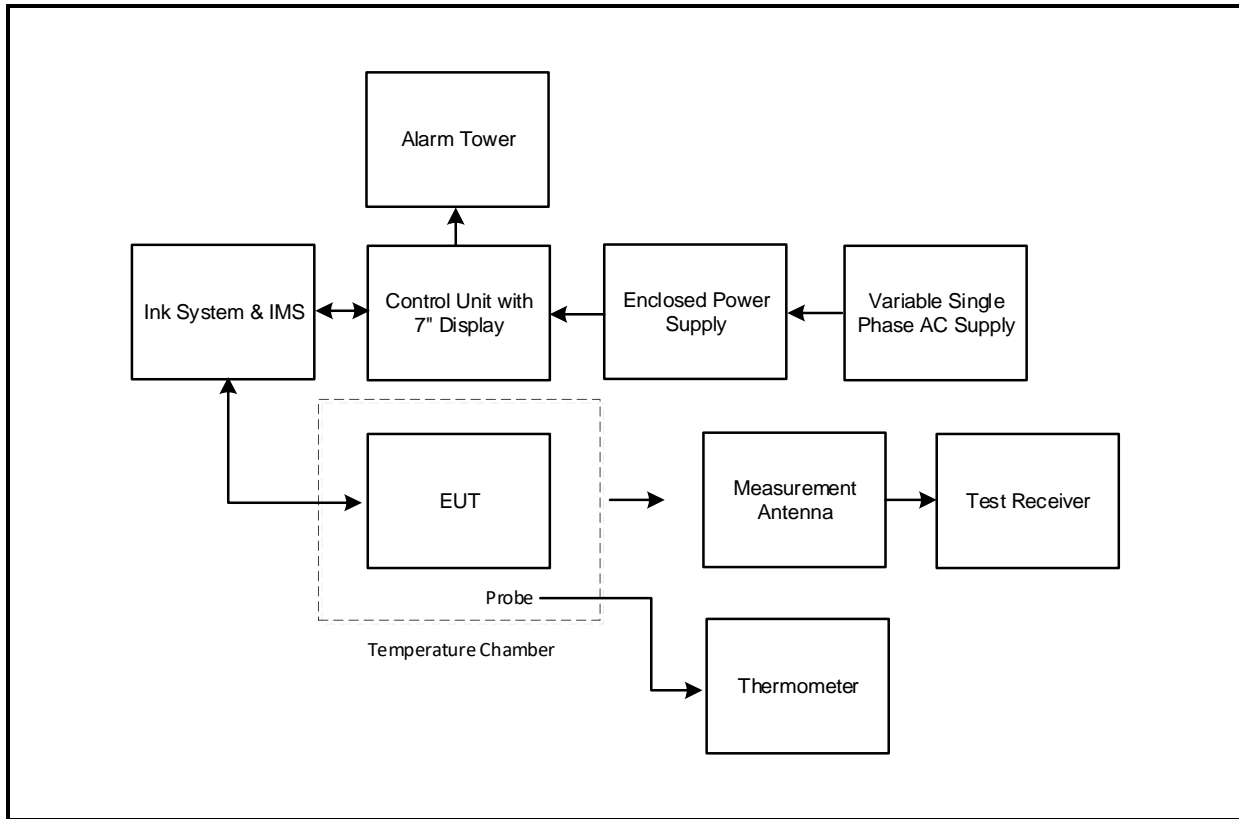 Alarm Tower
Ink System & IMS
Control Unit with
7" Display
Enclosed Power
Supply
Variable Single
Phase AC Supply
EUT
Measurement
Antenna
Test Receiver
Probe
Temperature Chamber
Thermometer